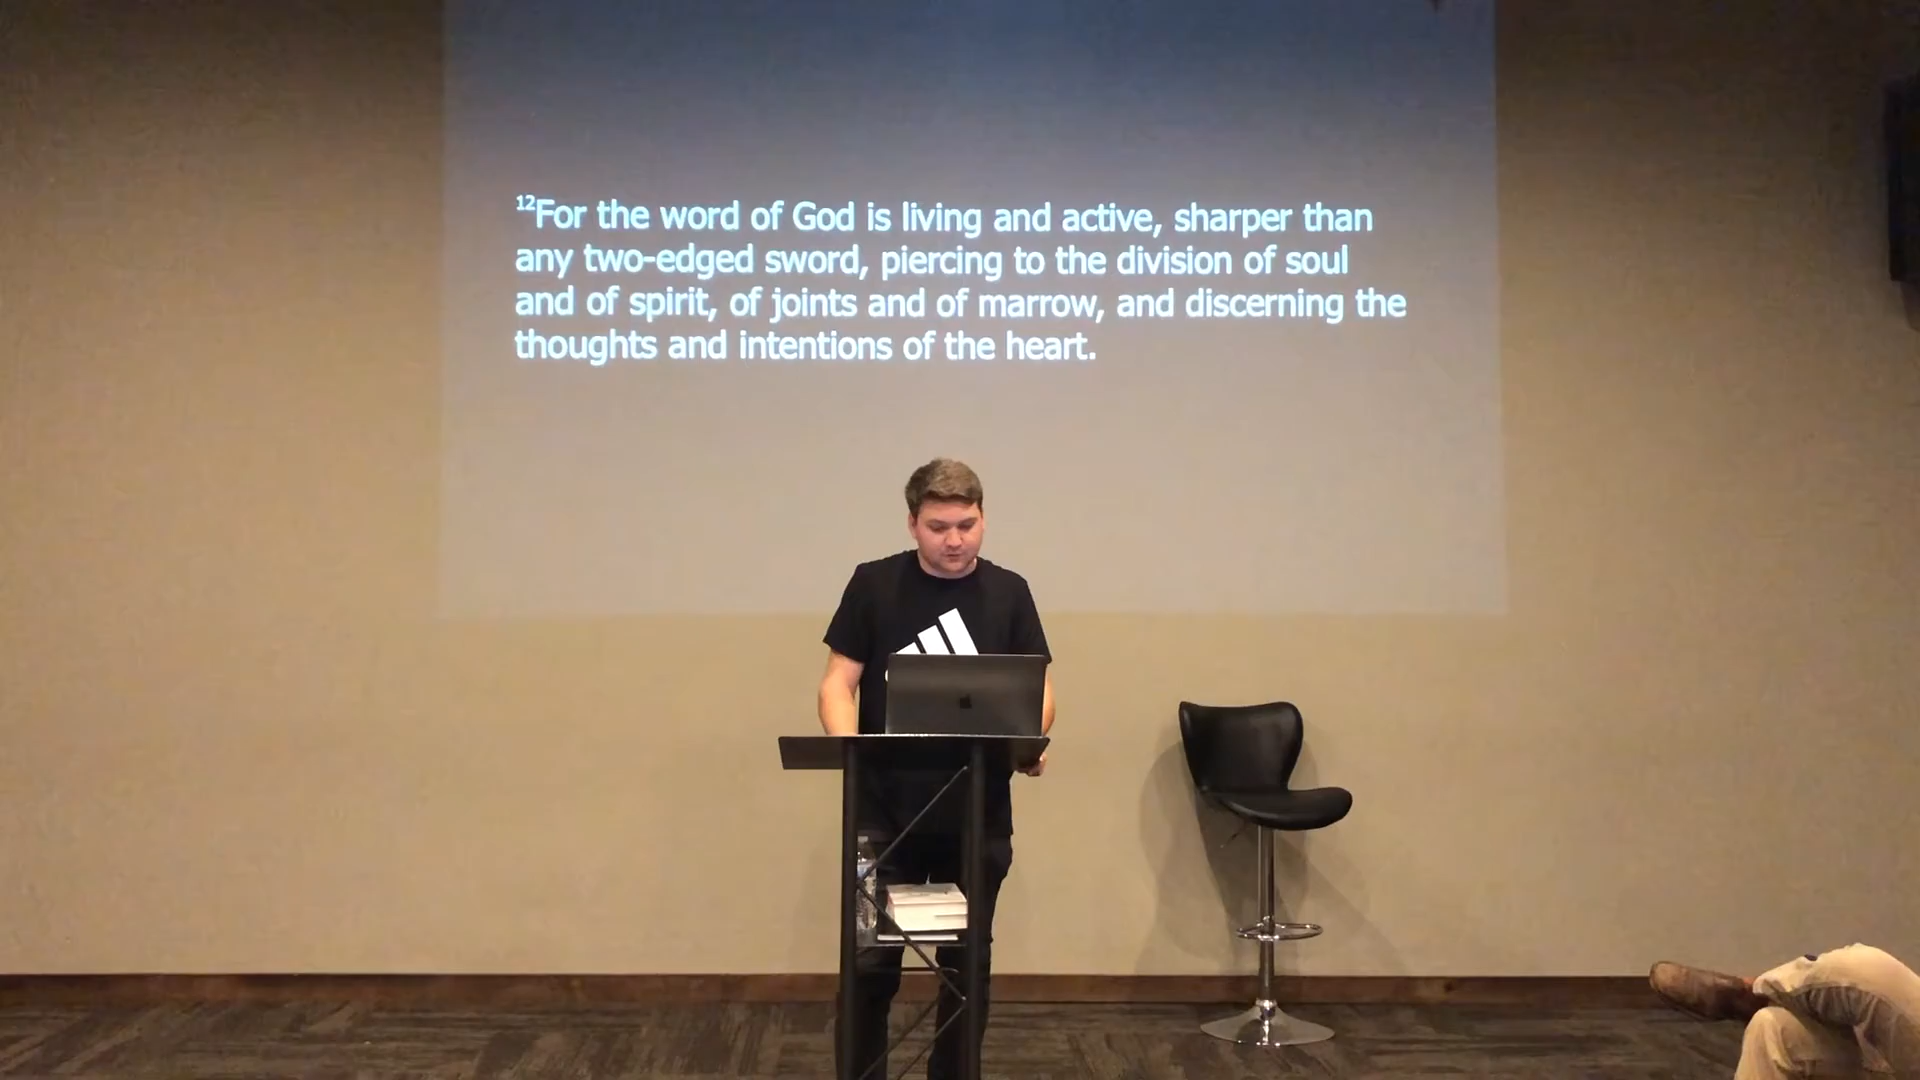 ¹²For the word of God is living and active, sharper than
any two-edged sword, piercing to the division of soul
and of spirit, of joints and of marrow, and discerning the
thoughts and intentions of the heart.